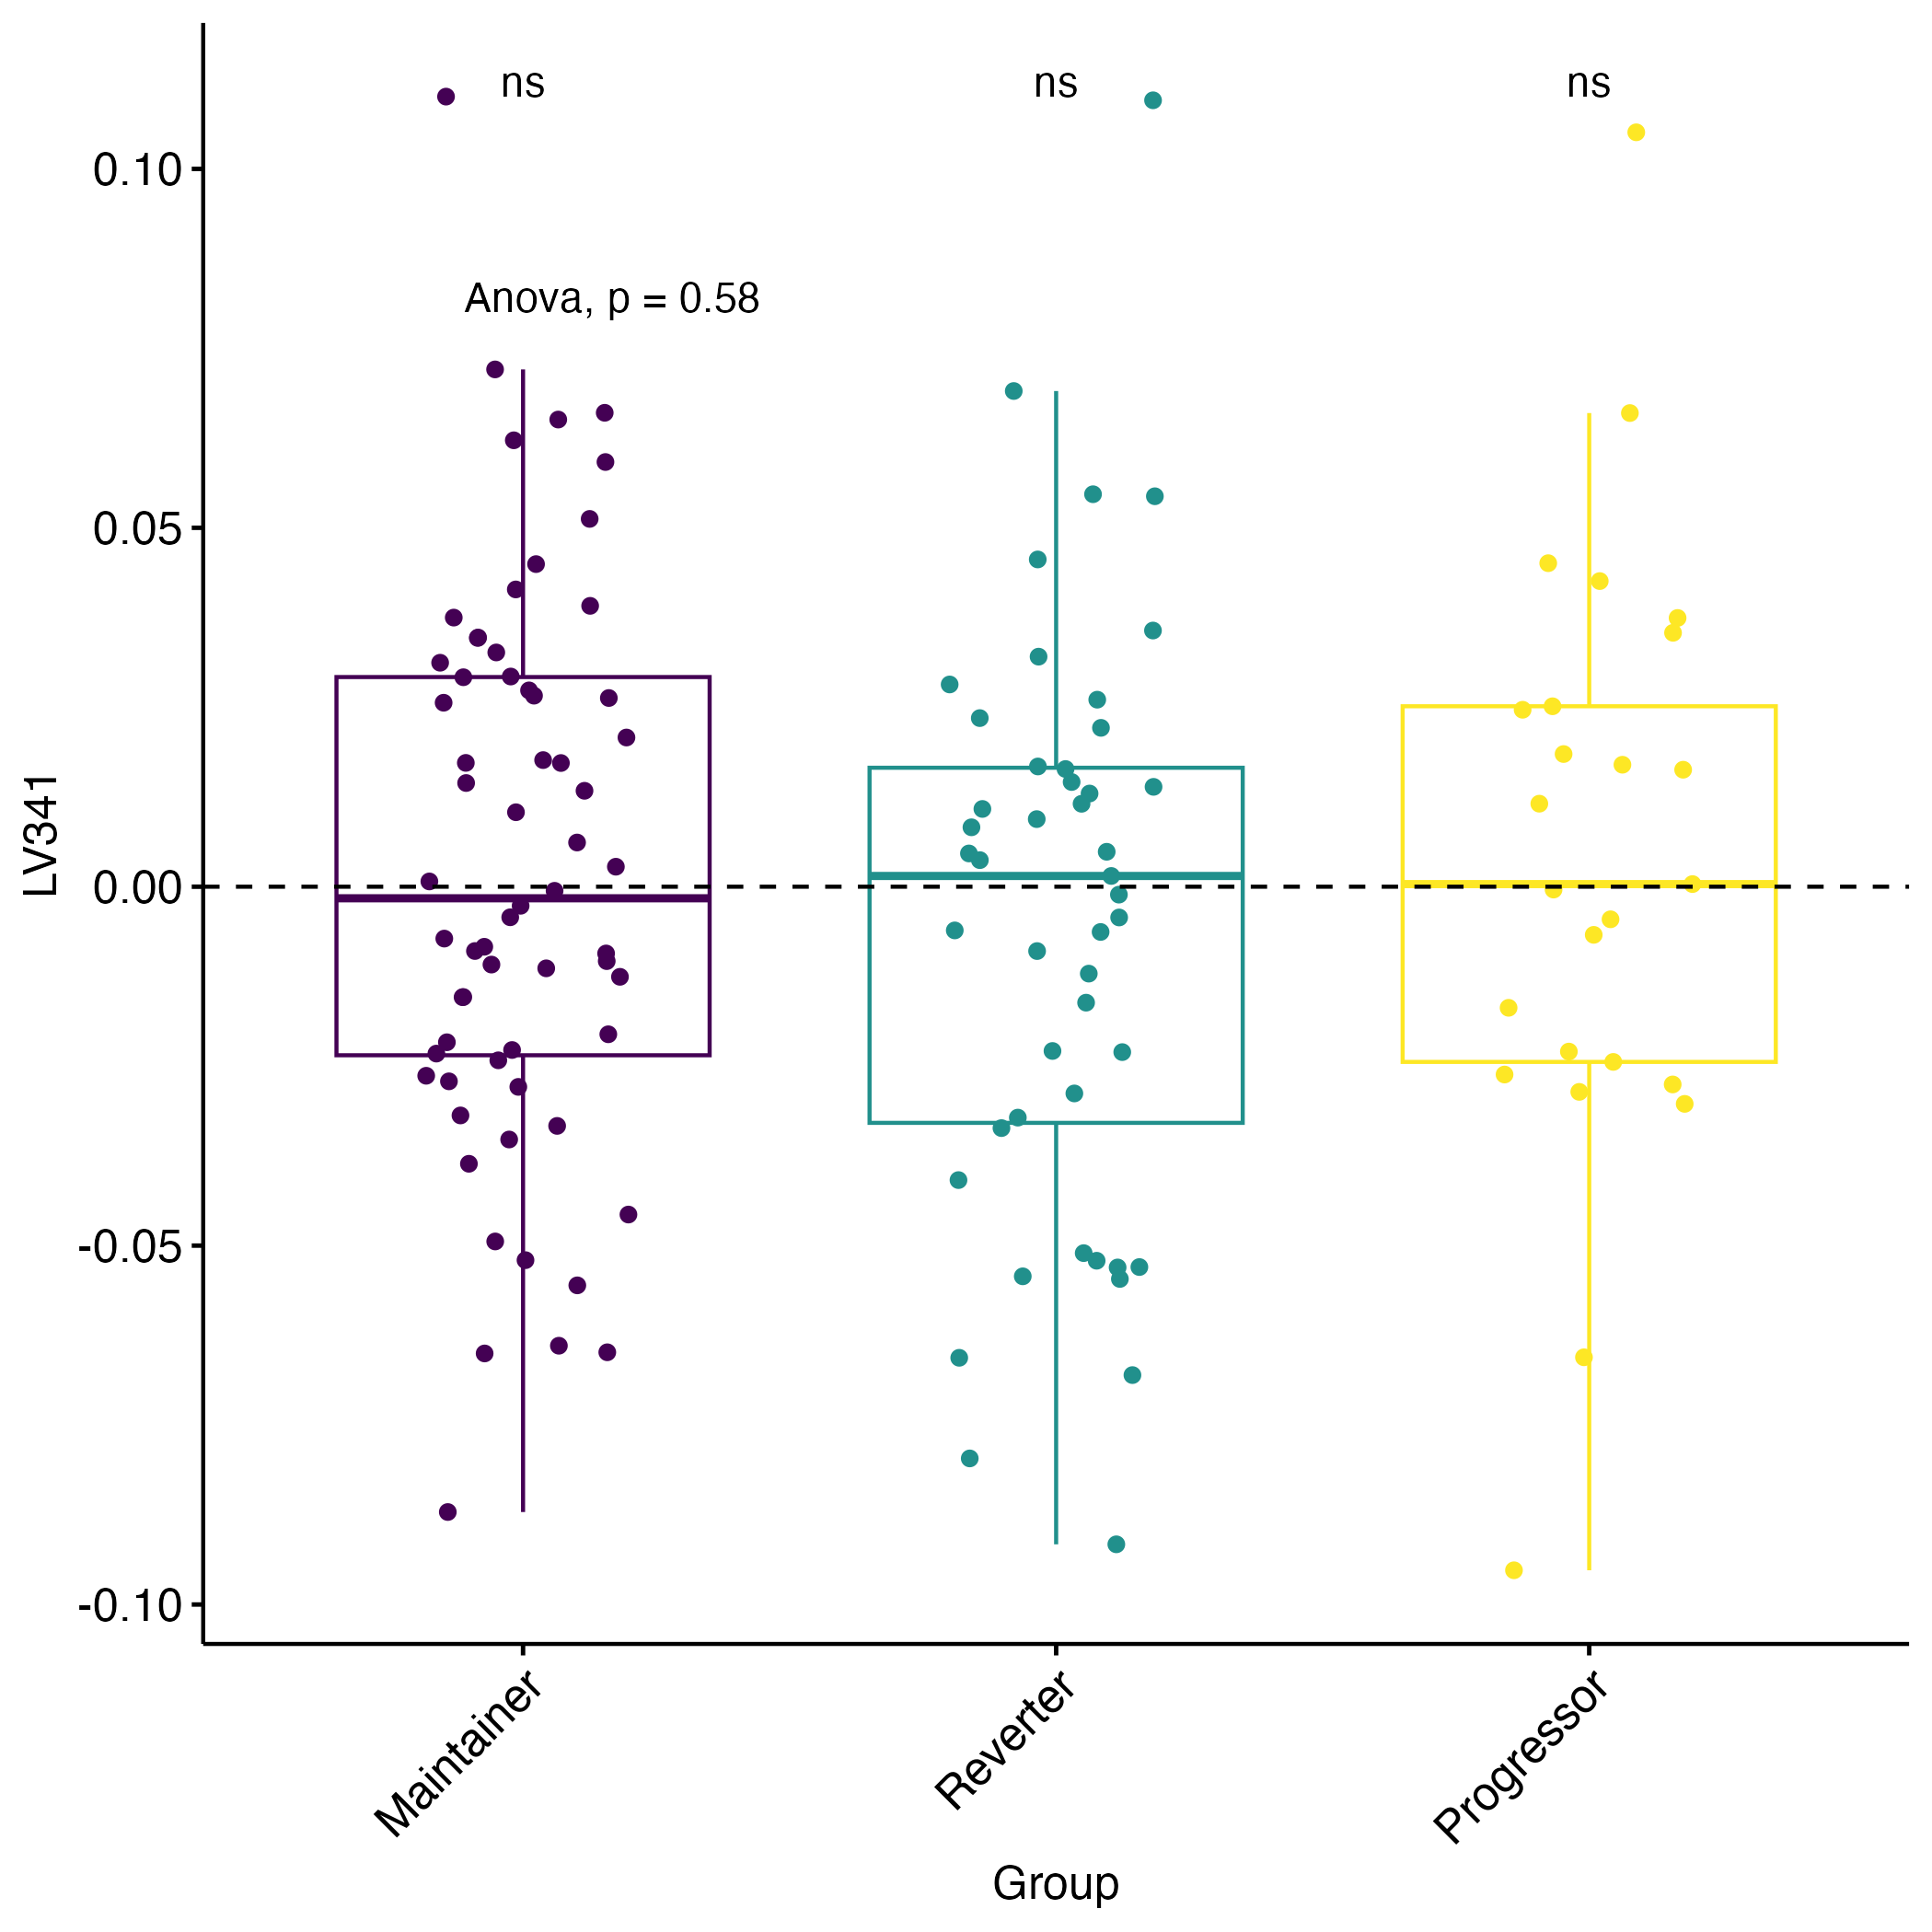 ns ns ns
0.10
Anova, p = 0.58
0.05
LV341
0.00
-0.05
-0.10
Maintainer Reverter Progressor
Group